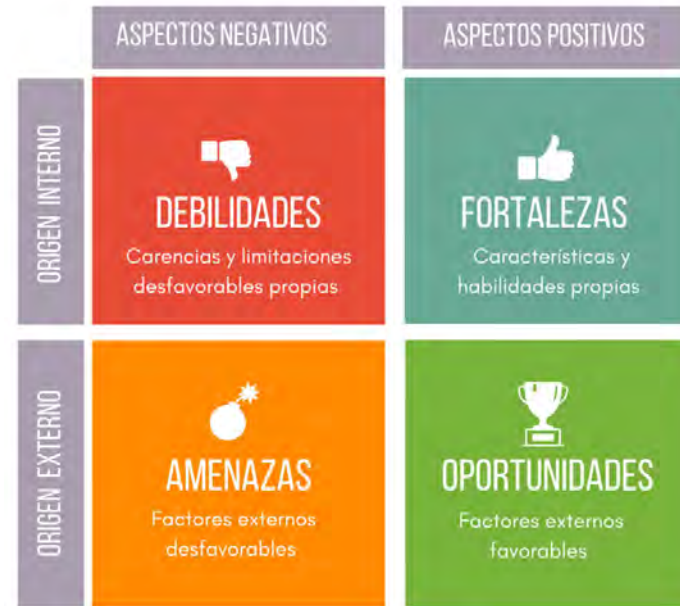 ASPECTOS NEGATIVOS
ASPECTOS POSITIVOS
ORIGEN INTERNO
DEBILIDADES
Carencias y limitaciones
desfavorables propias
FORTALEZAS
Características y
habilidades propias
ORIGEN EXTERNO
AMENAZAS
Factores externos
desfavorables
OPORTUNIDADES
Factores externos
favorables